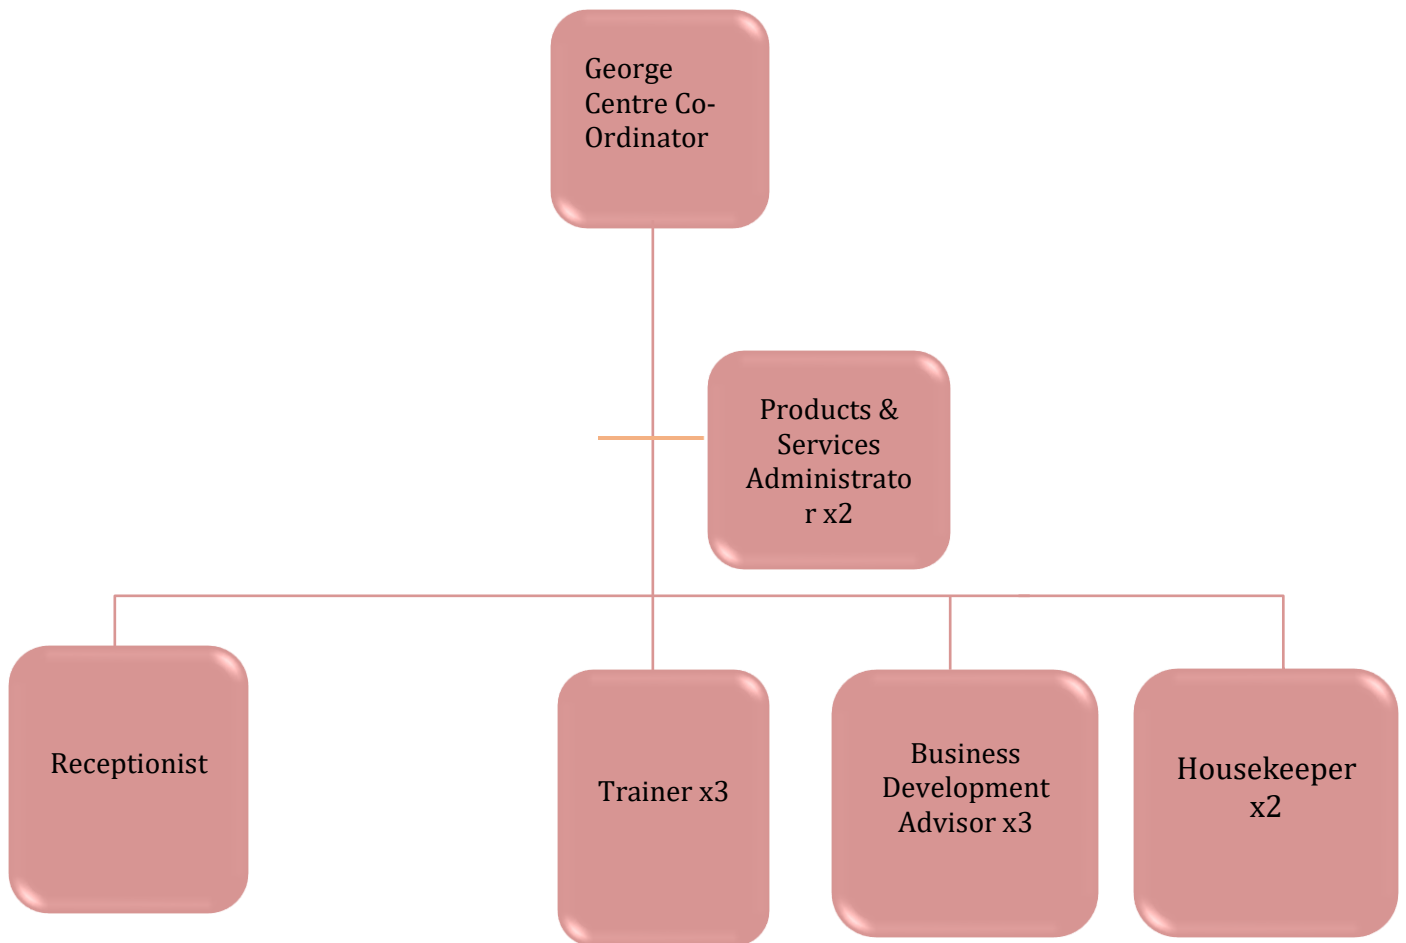 George
Centre Co-
Ordinator
Products &
Services
Administrato
r x2
Receptionist
Trainer x3
Business
Development
Advisor x3
Housekeeper
x2